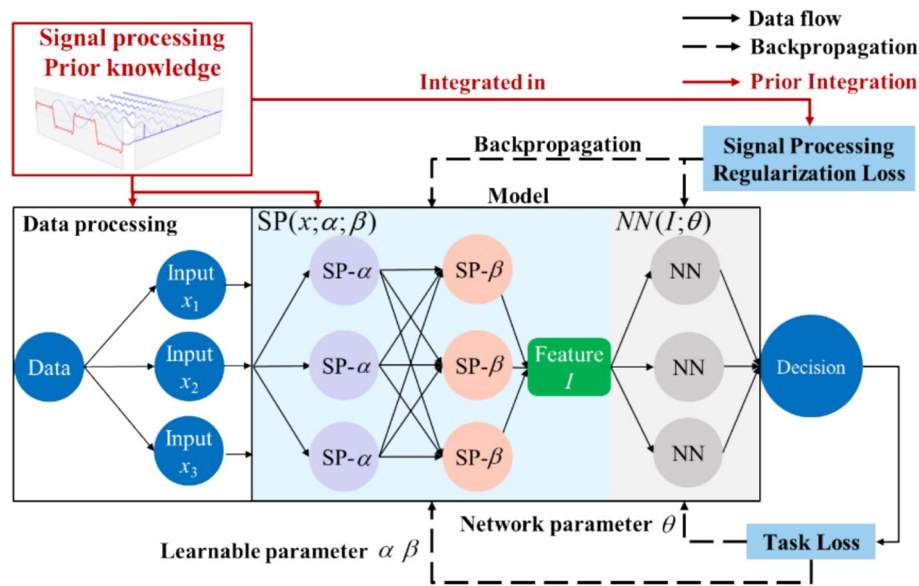 Signal processing
Prior knowledge
Data flow
Backpropagation
Prior Integration
Integrated in
Backpropagation
Signal Processing
Regularization Loss
Model
Data processing
SP(x;α;β)
NN(I;θ)
Input
x₁
SP-α
SP-β
NN
Data
Input
x₂
SP-α
SP-β
Feature
I
NN
Decision
Input
x₃
SP-α
SP-β
NN
Network parameter θ
Learnable parameter α β
Task Loss